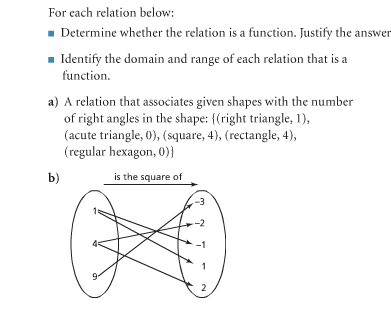 For each relation below:
■ Determine whether the relation is a function. Justify the answer
■ Identify the domain and range of each relation that is a
function.
a) A relation that associates given shapes with the number
of right angles in the shape: {(right triangle, 1),
(acute triangle, 0), (square, 4), (rectangle, 4),
(regular hexagon, 0)}
b) is the square of
1
4
9
–3
–2
–1
1
2